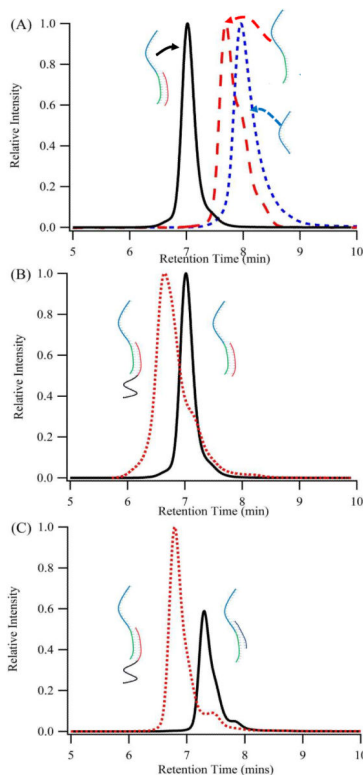 (A)
Relative Intensity
1.0
0.8
0.6
0.4
0.2
0.0
5 6 7 8 9 10
Retention Time (min)
(B)
Relative Intensity
1.0
0.8
0.6
0.4
0.2
0.0
5 6 7 8 9 10
Retention Time (min)
(C)
Relative Intensity
1.0
0.8
0.6
0.4
0.2
0.0
5 6 7 8 9 10
Retention Time (mins)